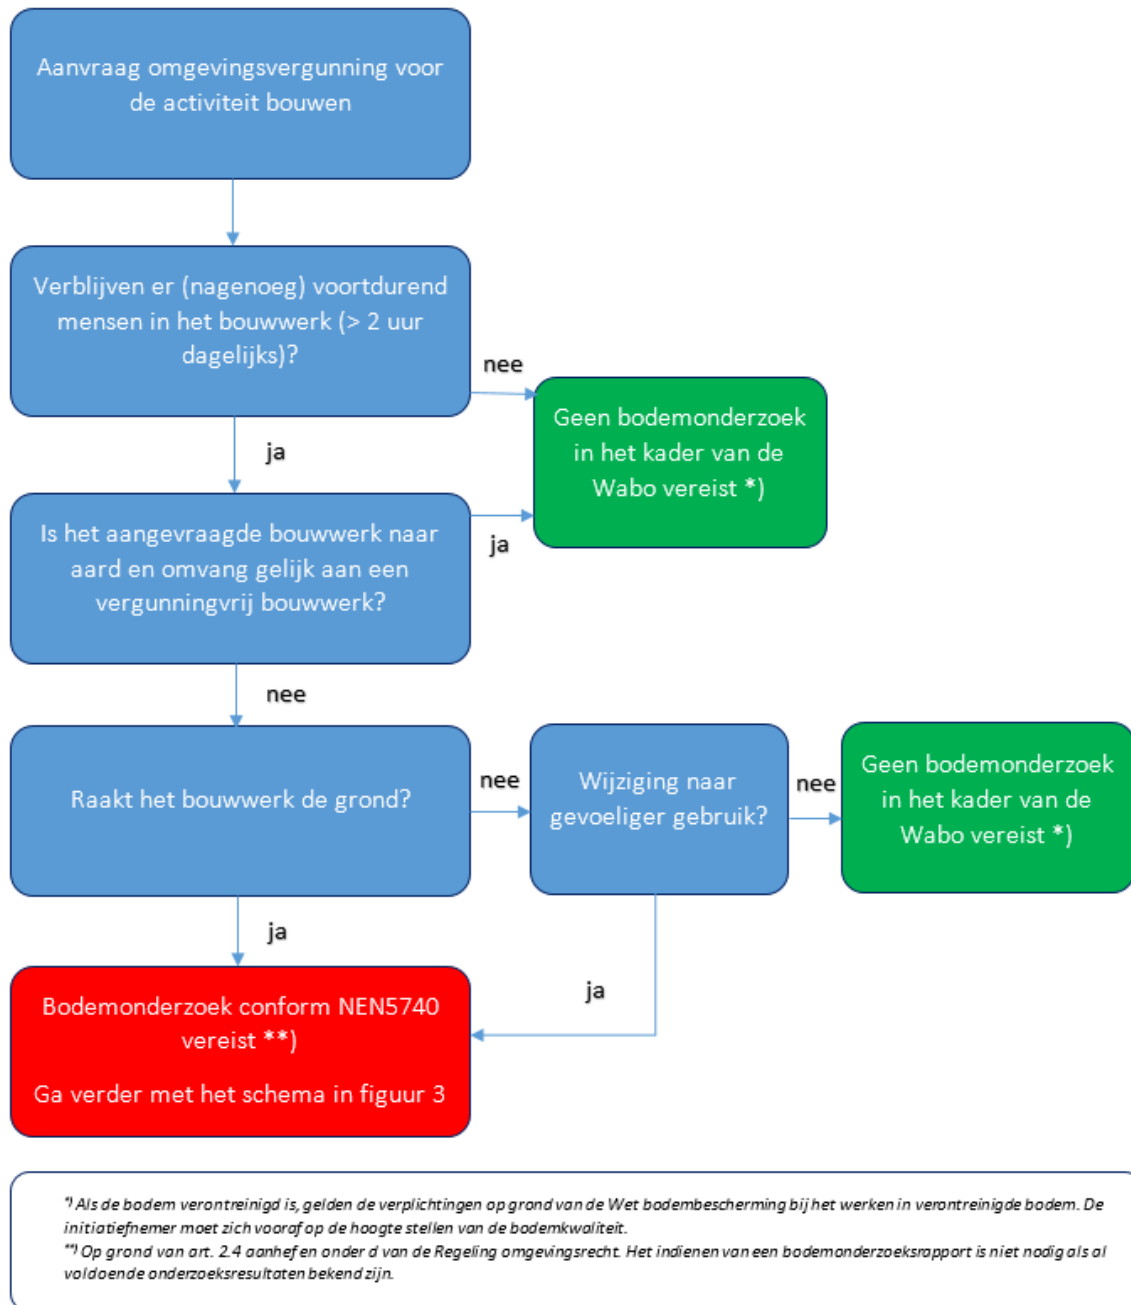 Aanvraag omgevingsvergunning voor
de activiteit bouwen
Verblijven er (nagenoeg) voortdurend
mensen in het bouwwerk (> 2 uur
dagelijks)?
nee
Geen bodemonderzoek
in het kader van de
Wabo vereist *)
ja
Is het aangevraagde bouwwerk naar
aard en omvang gelijk aan een
vergunningvrij bouwwerk?
ja
nee
Raakt het bouwwerk de grond?
nee
Wijziging naar
gevoeliger gebruik?
nee
Geen bodemonderzoek
in het kader van de
Wabo vereist *)
ja
ja
Bodemonderzoek conform NEN5740
vereist **)
Ga verder met het schema in figuur 3
*) Als de bodem verontreinigd is, gelden de verplichtingen op grond van de Wet bodembescherming bij het werken in verontreinigde bodem. De
initiatiefnemer moet zich vooraf op de hoogte stellen van de bodemkwaliteit.
**) Op grond van art. 2.4 aanhef en onder d van de Regeling omgevingsrecht. Het indienen van een bodemonderzoeksrapport is niet nodig als al
voldoende onderzoeksresultaten bekend zijn.